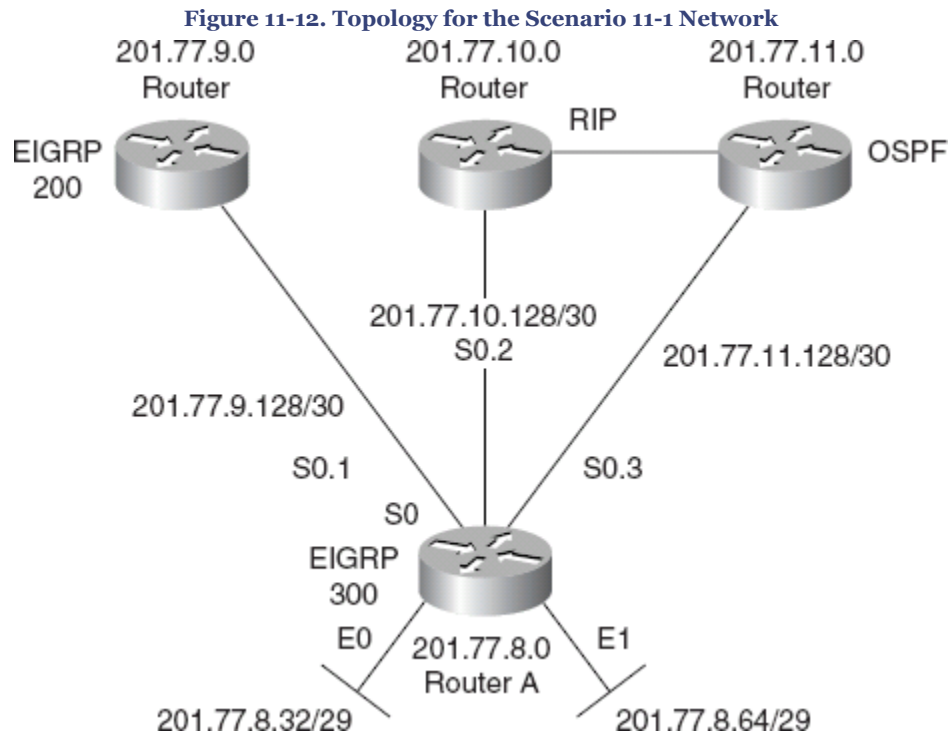 Figure 11-12. Topology for the Scenario 11-1 Network
201.77.9.0
Router
201.77.10.0
Router
201.77.11.0
Router
RIP
EIGRP
200
OSPF
201.77.10.128/30
S0.2
201.77.11.128/30
201.77.9.128/30
S0.1
S0.3
S0
EIGRP
300
E0
201.77.8.0
Router A
E1
201.77.8.32/29
201.77.8.64/29